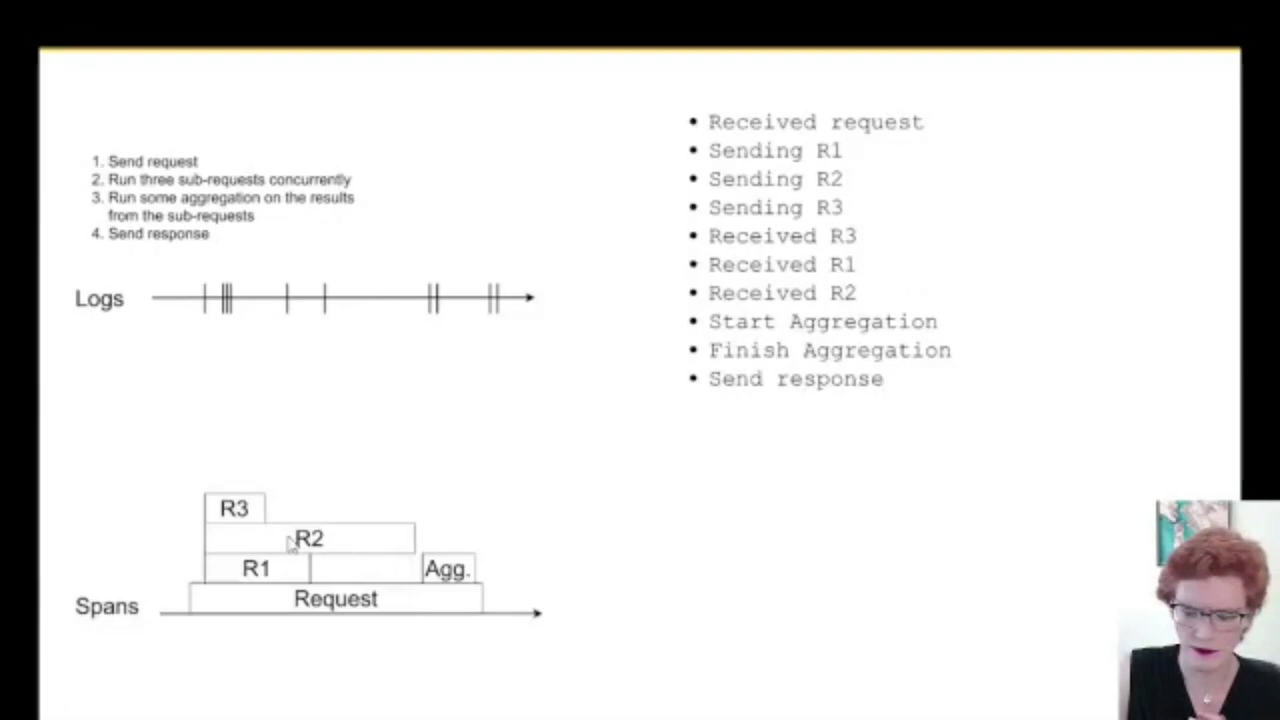 1. Send request
2. Run three sub-requests concurrently
3. Run some aggregation on the results
from the sub-requests
4. Send response
Logs
• Received request
• Sending R1
• Sending R2
• Sending R3
• Received R3
• Received R1
• Received R2
• Start Aggregation
• Finish Aggregation
• Send response
R3
R2
R1
Agg.
Request
Spans